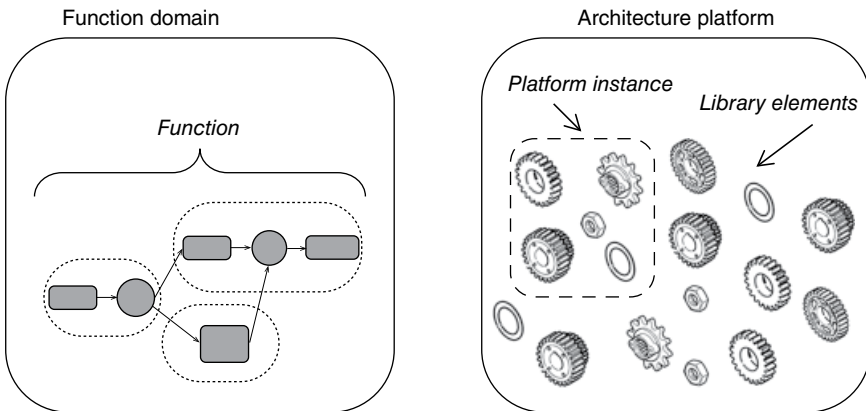 Function domain
Architecture platform
Function
Platform instance
Library elements